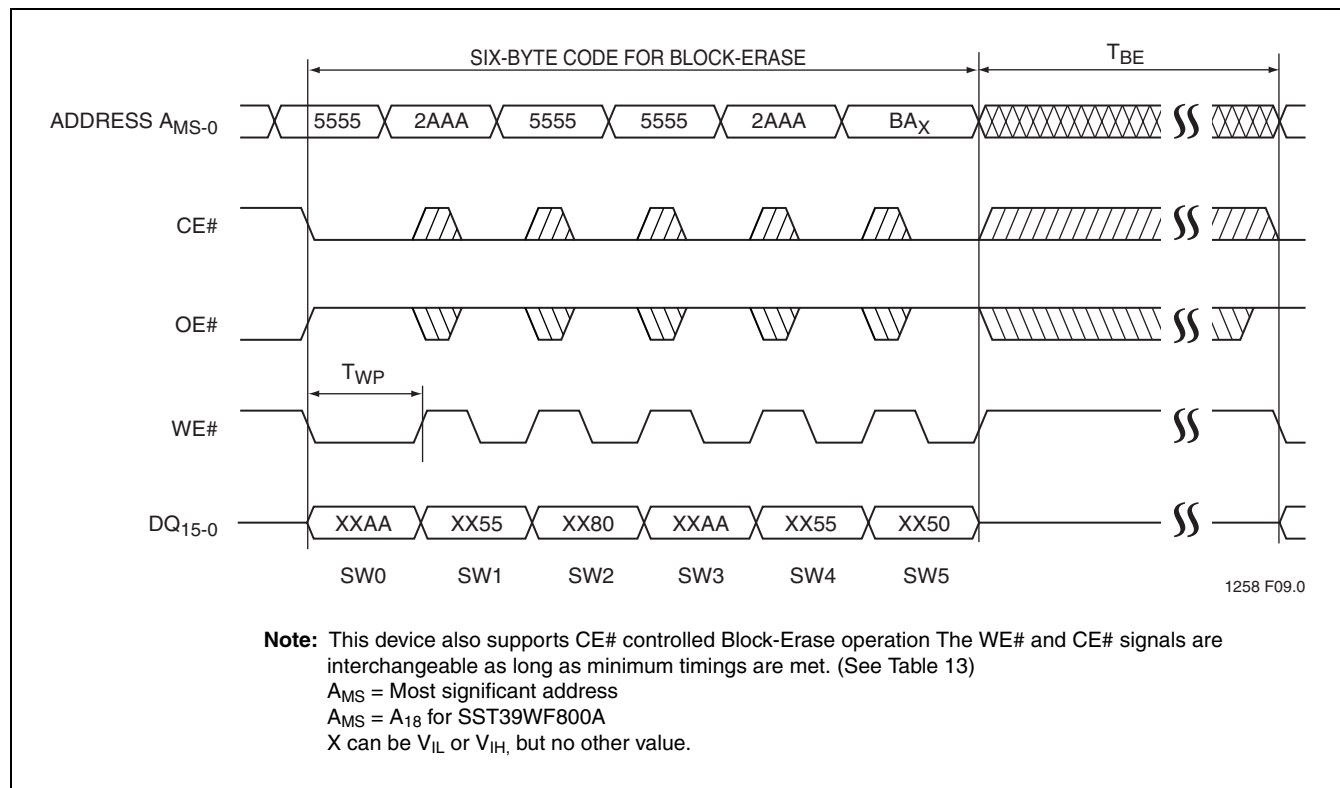 SIX-BYTE CODE FOR BLOCK-ERASE TBE
ADDRESS AMS-0 5555 2AAA 5555 5555 2AAA BAX
CE#
OE#
TWP
WE#
DQ15-0 XXAA XX55 XX80 XXAA XX55 XX50
SW0 SW1 SW2 SW3 SW4 SW5
1258 F09.0
Note: This device also supports CE# controlled Block-Erase operation The WE# and CE# signals are
interchangeable as long as minimum timings are met. (See Table 13)
AMS = Most significant address
AMS = A18 for SST39WF800A
X can be VIL or VIH, but no other value.